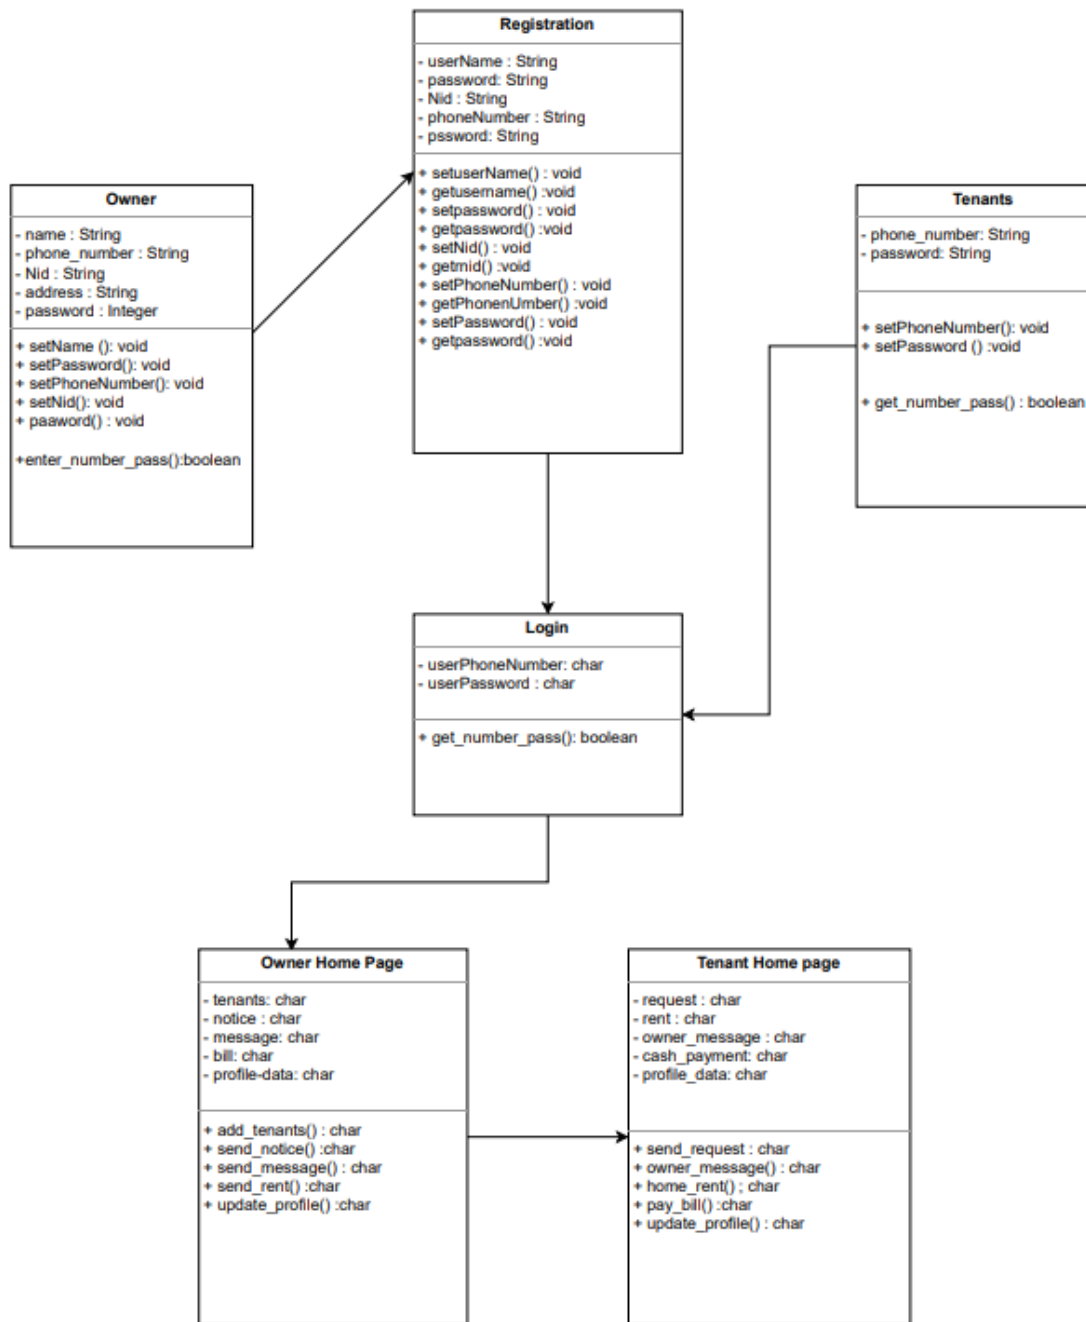 Registration
- userName : String
- password: String
- Nid : String
- phoneNumber : String
- pssword: String
+ setuserName() : void
+ getusername() :void
+ setpassword() : void
+ getpassword() :void
+ setNid() : void
+ getrnid() :void
+ setPhoneNumber() : void
+ getPhonenUmber() :void
+ setPassword() : void
+ getpassword() :void
Owner
- name : String
- phone_number : String
- Nid : String
- address : String
- password : Integer
+ setName (): void
+ setPassword(): void
+ setPhoneNumber(): void
+ setNid(): void
+ paaword() : void
+enter_number_pass():boolean
Tenants
- phone_number: String
- password: String
+ setPhoneNumber(): void
+ setPassword () :void
+ get_number_pass() : boolean
Login
- userPhoneNumber: char
- userPassword : char
+ get_number_pass(): boolean
Owner Home Page
- tenants: char
- notice : char
- message: char
- bill: char
- profile-data: char
+ add_tenants() : char
+ send_notice() :char
+ send_message() : char
+ send_rent() :char
+ update_profile() :char
Tenant Home page
- request : char
- rent : char
- owner_message : char
- cash_payment: char
- profile_data: char
+ send_request : char
+ owner_message() : char
+ home_rent() ; char
+ pay_bill() :char
+ update_profile() : char